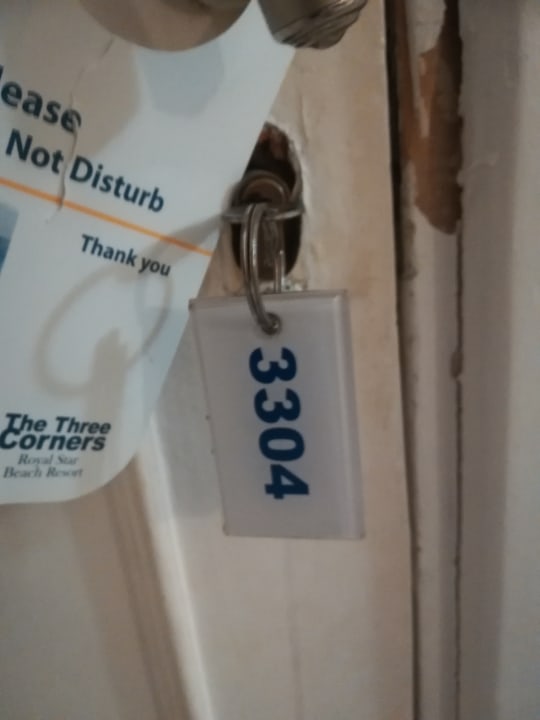 lease
Not Disturb
Thank you
The Three
Corners
Royal Star
Beach Resort
3304